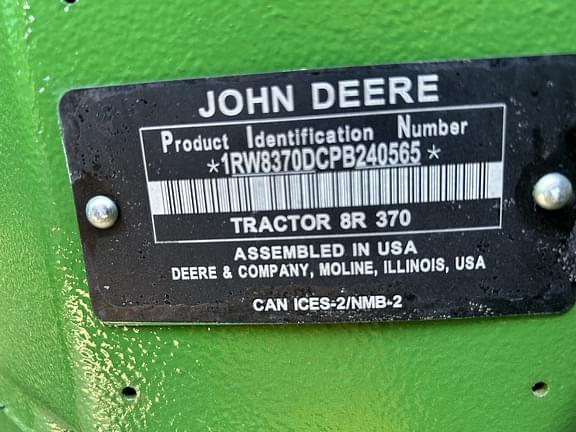 JOHN DEERE
Product Identification Number
*1RW8370DCPB240565*
TRACTOR 8R 370
ASSEMBLED IN USA
DEERE & COMPANY, MOLINE, ILLINOIS, USA
CAN ICES-2/NMB-2